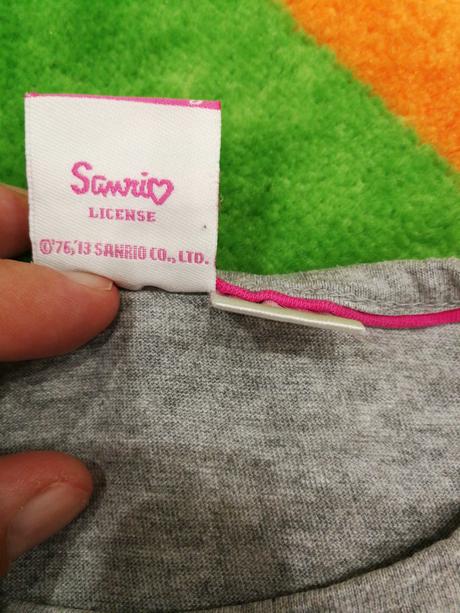 Sanrio
LICENSE
©'76,'13 SANRIO CO., LTD.